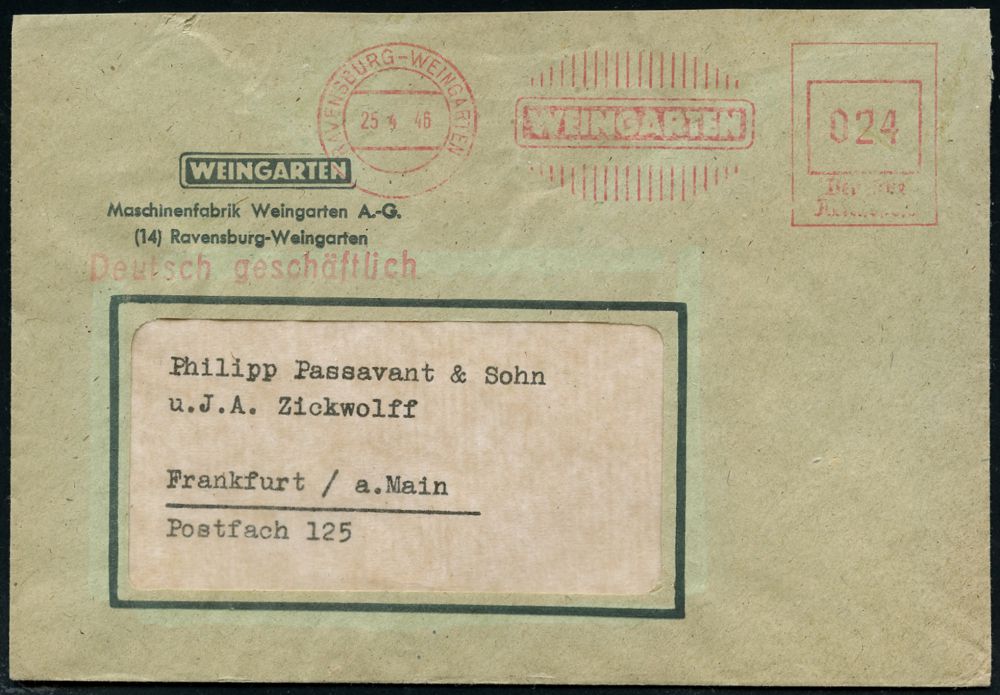 RAVENSBURG-WEINGARTEN
25 4 46
WEINGARTEN
024
WEINGARTEN
Maschinenfabrik Weingarten A.-G.
(14) Ravensburg-Weingarten
Deutsch geschäftlich
Philipp Passavant & Sohn
u.J.A. Zickwolff
Frankfurt / a.Main
Postfach 125